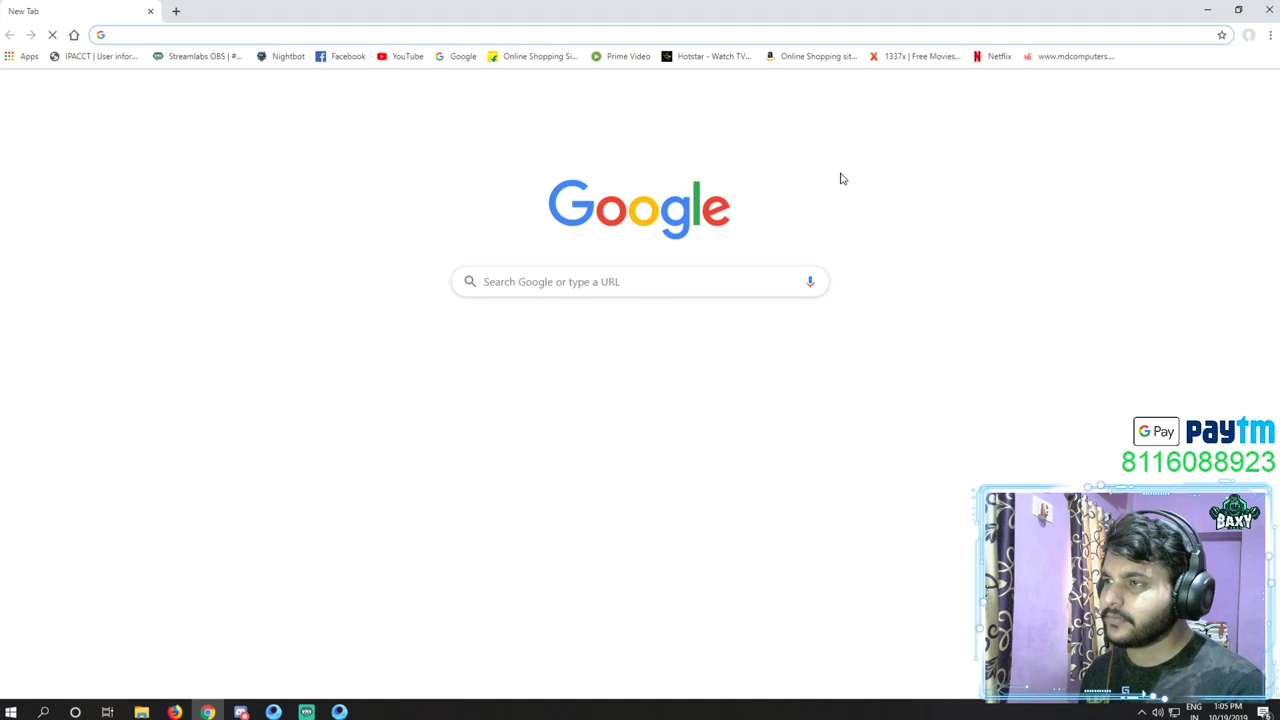 New Tab
Apps IPACCT | User infor... Streamlabs OBS | #... Nightbot Facebook YouTube Google Online Shopping Si... Prime Video Hotstar - Watch TV... Online Shopping sit... 1337x | Free Movies... Netflix www.mdcomputers....
Google
Search Google or type a URL
G Pay paytm
8116088923
BAXY
ENG 1:05 PM
IN 10/19/2019